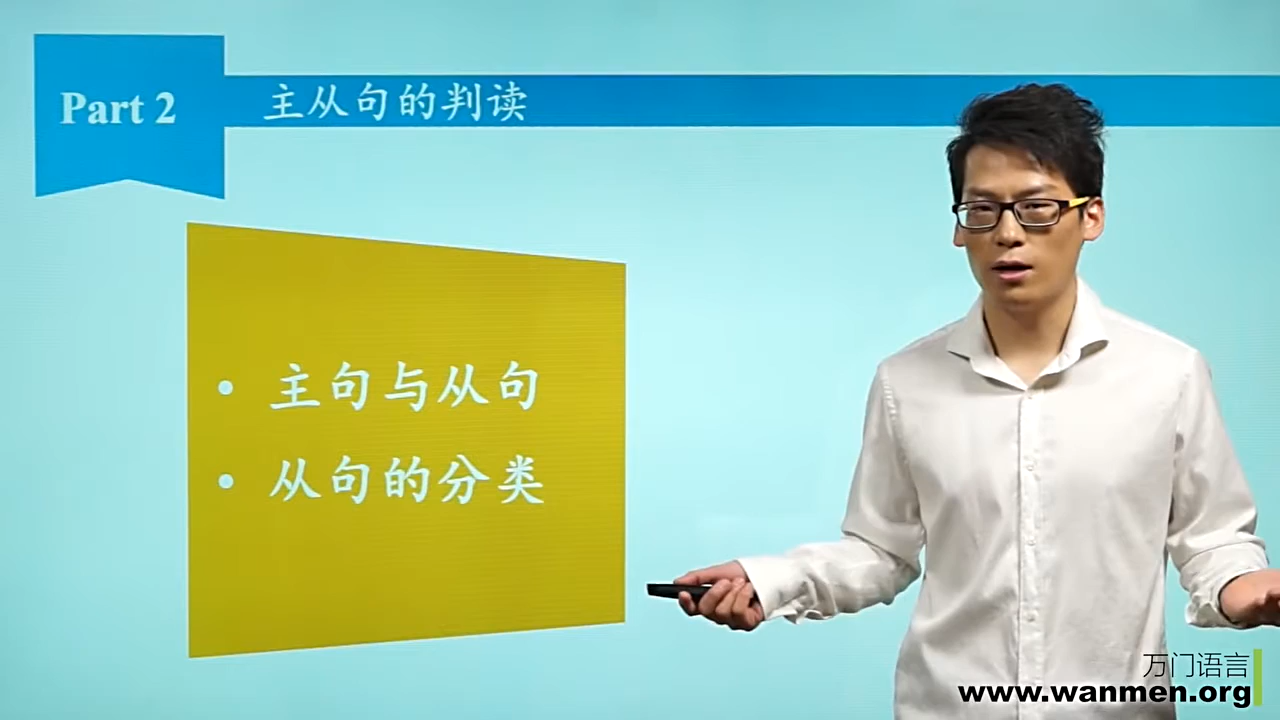 Part 2
主从句的判读
• 主句与从句
• 从句的分类
万门语言
www.wanmen.org